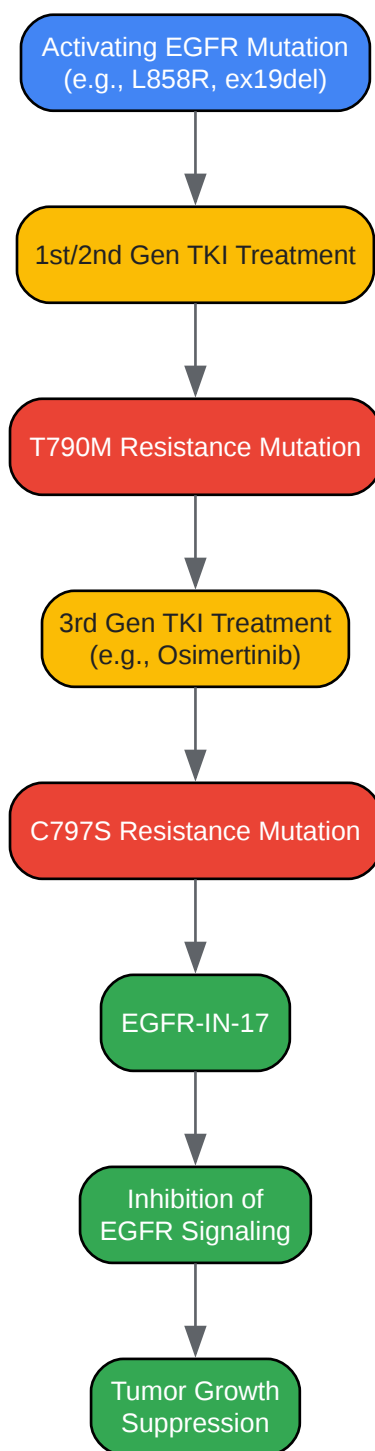 Activating EGFR Mutation
(e.g., L858R, ex19del)
1st/2nd Gen TKI Treatment
T790M Resistance Mutation
3rd Gen TKI Treatment
(e.g., Osimertinib)
C797S Resistance Mutation
EGFR-IN-17
Inhibition of
EGFR Signaling
Tumor Growth
Suppression